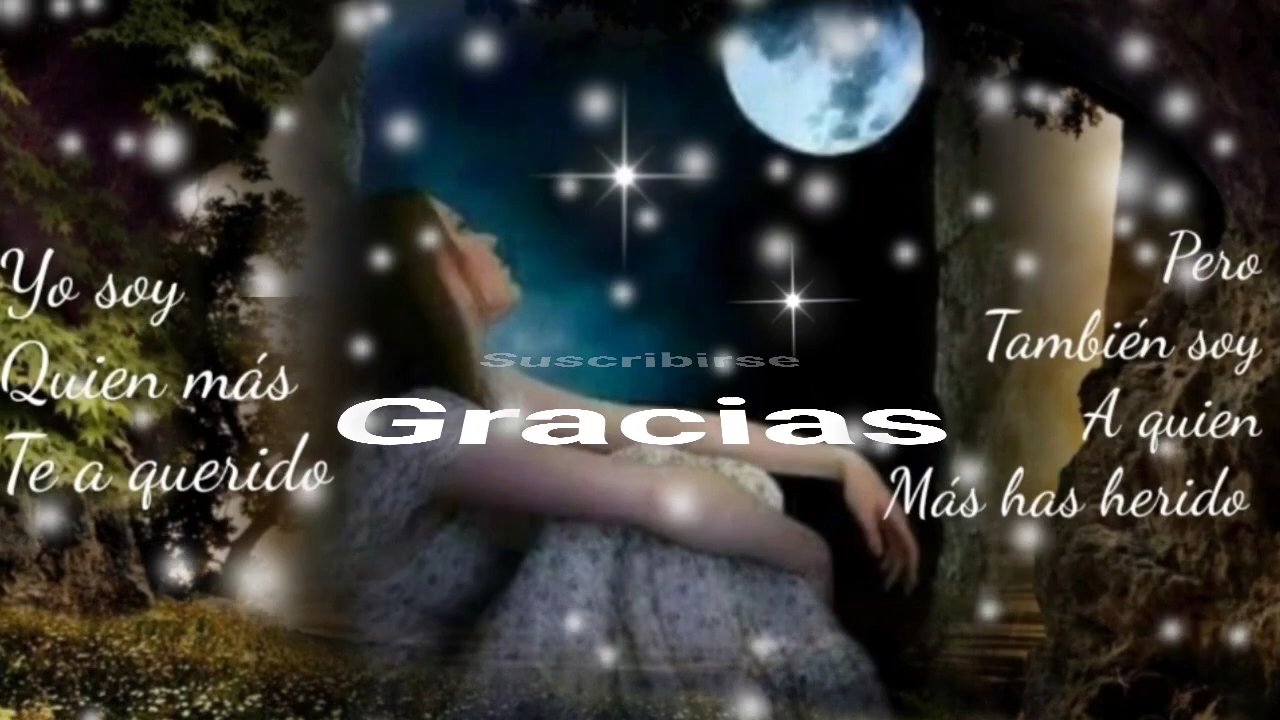 Yo soy
Quien más
Te a querido
Suscribirse
Gracias
Pero
También soy
A quien
Más has herido